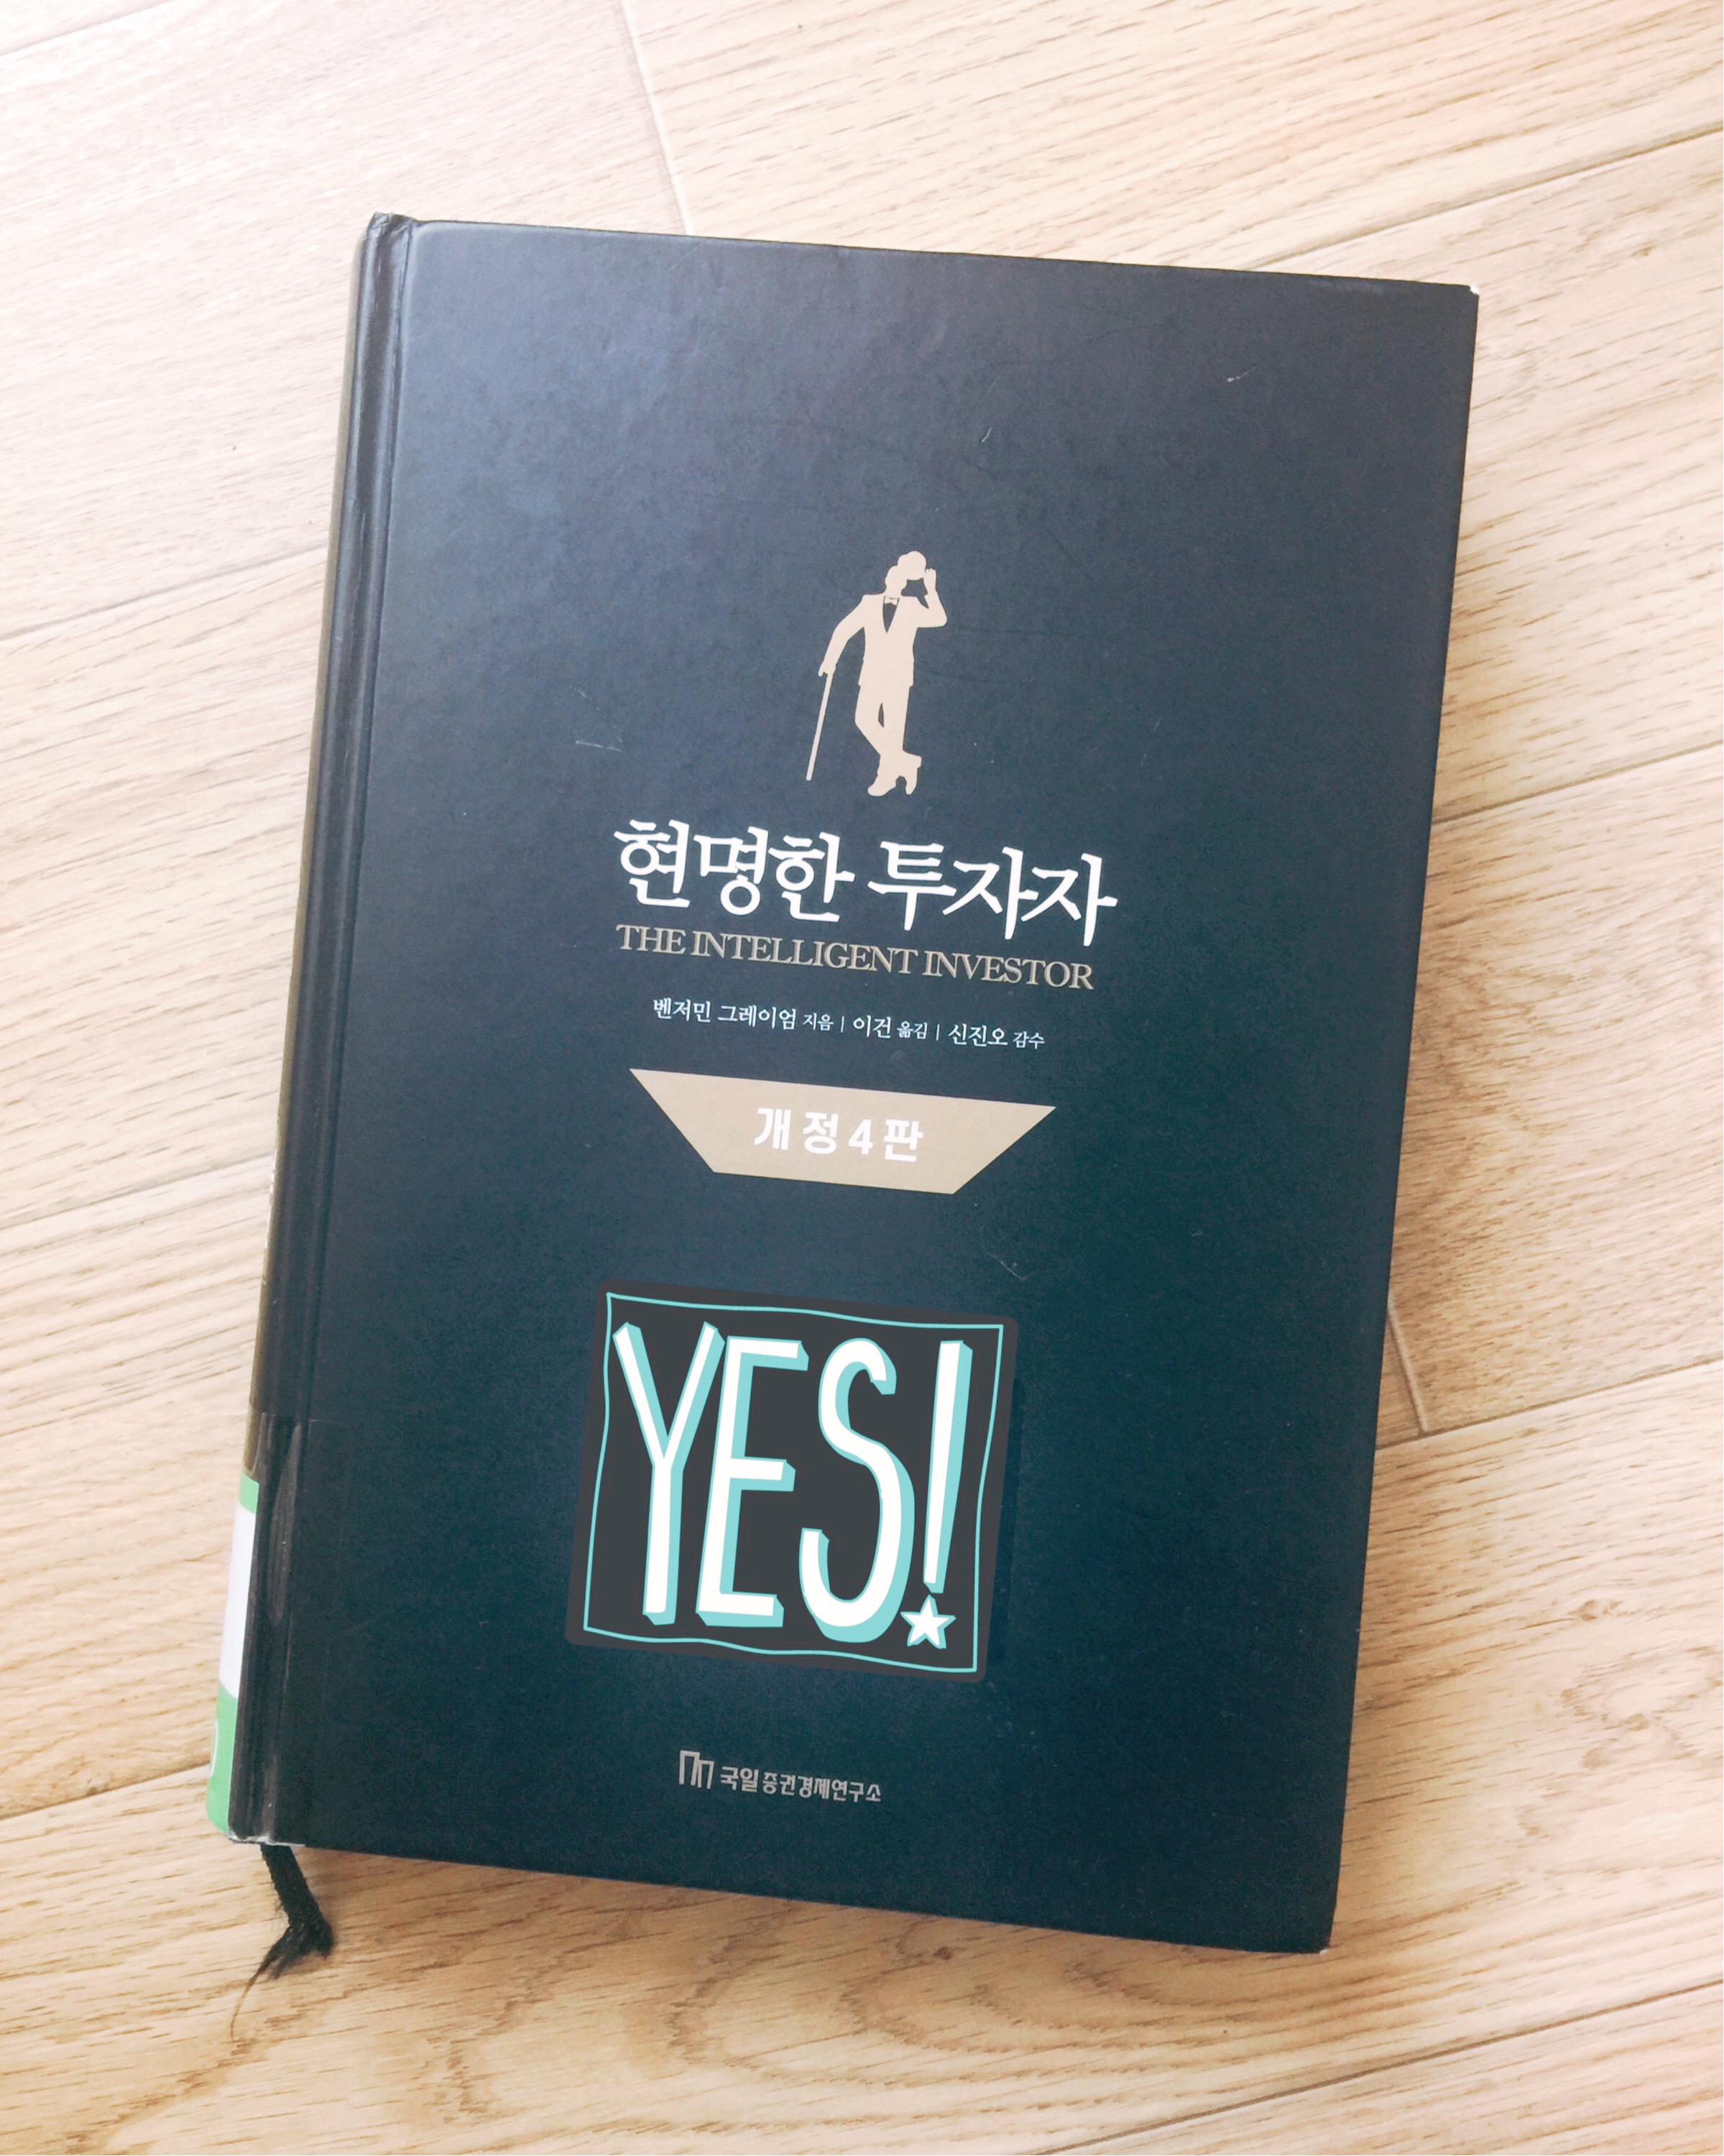 현명한 투자자
THE INTELLIGENT INVESTOR
벤저민 그레이엄 지음 | 이건 옮김 | 신진오 감수
개정4판
YES!
국일증권경제연구소